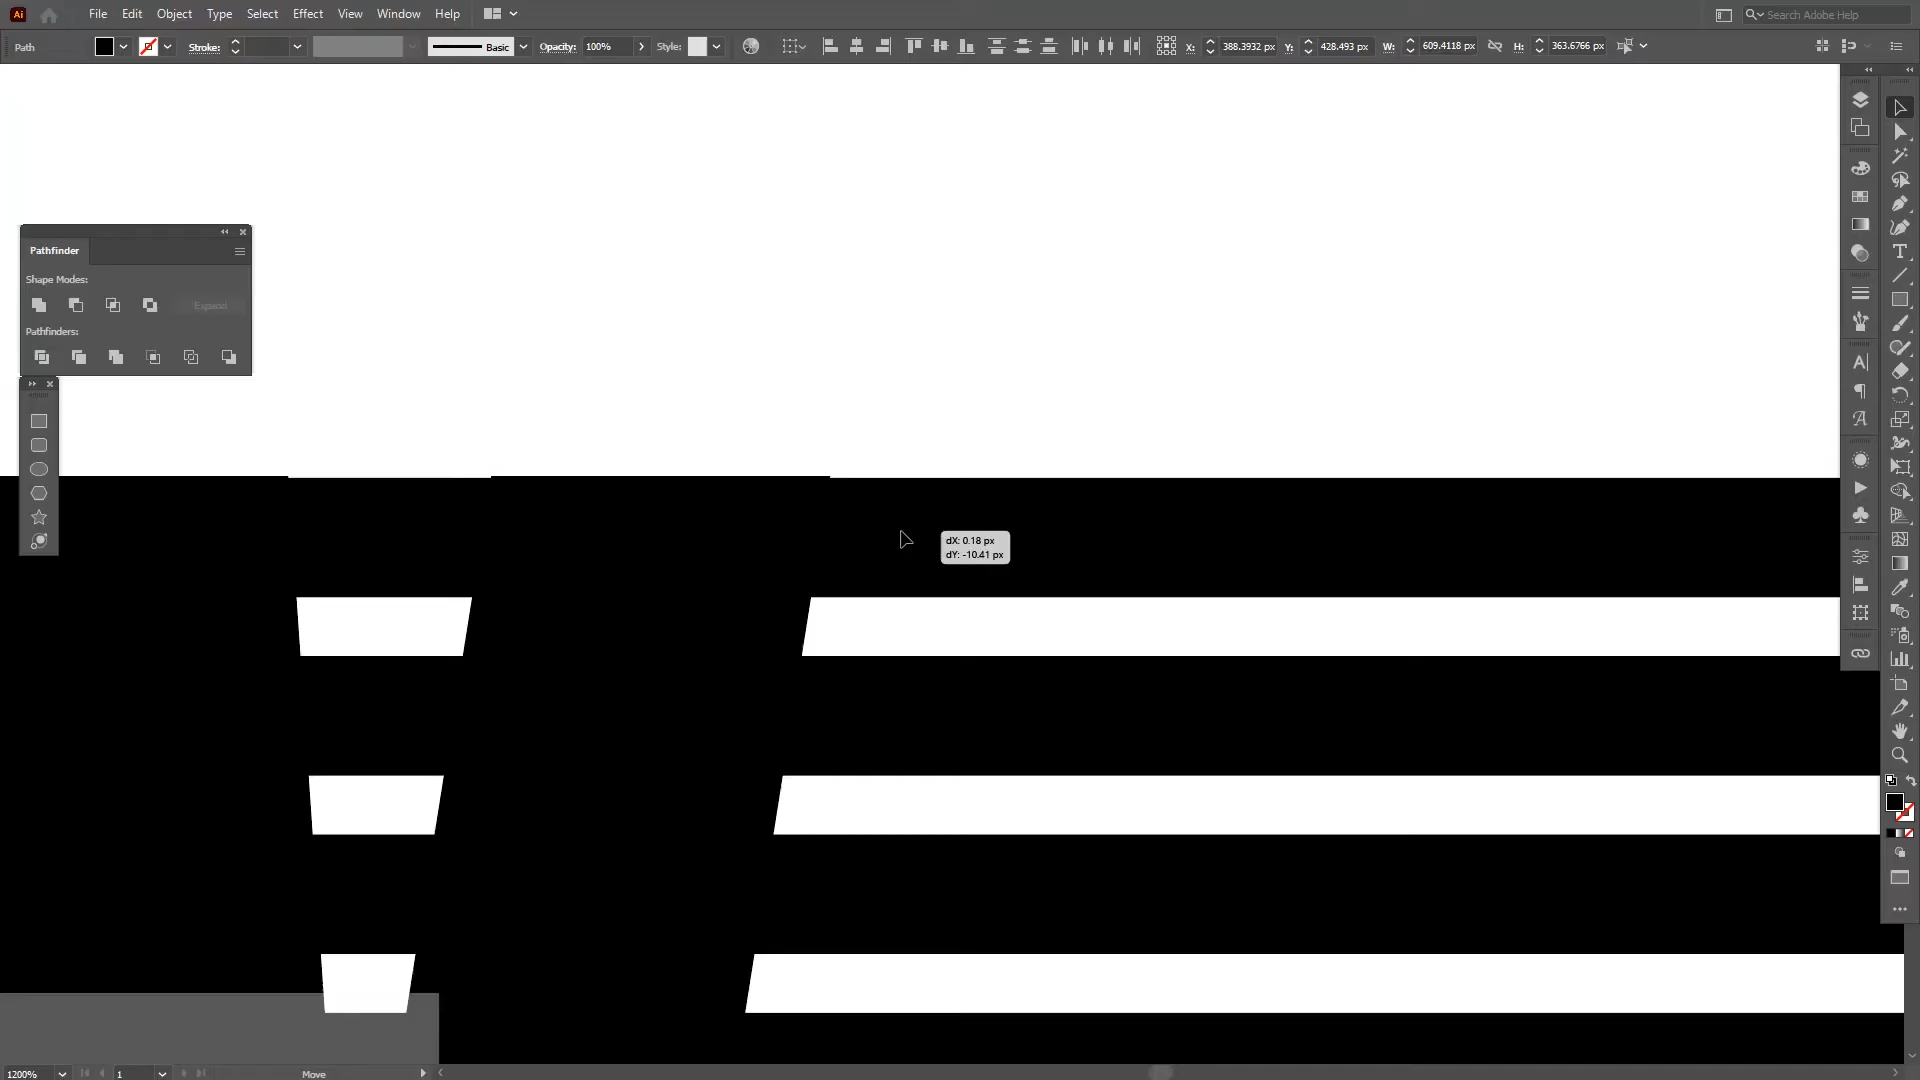 Ai File Edit Object Type Select Effect View Window Help Search Adobe Help
Path Stroke: Basic Opacity: 100% Style: X: 388.3932 px Y: 428.493 px W: 609.4118 px H: 363.6766 px
Pathfinder
Shape Modes:
Expand
Pathfinders:
dX: 0.18 px
dY: -10.41 px
1200% 1 Move